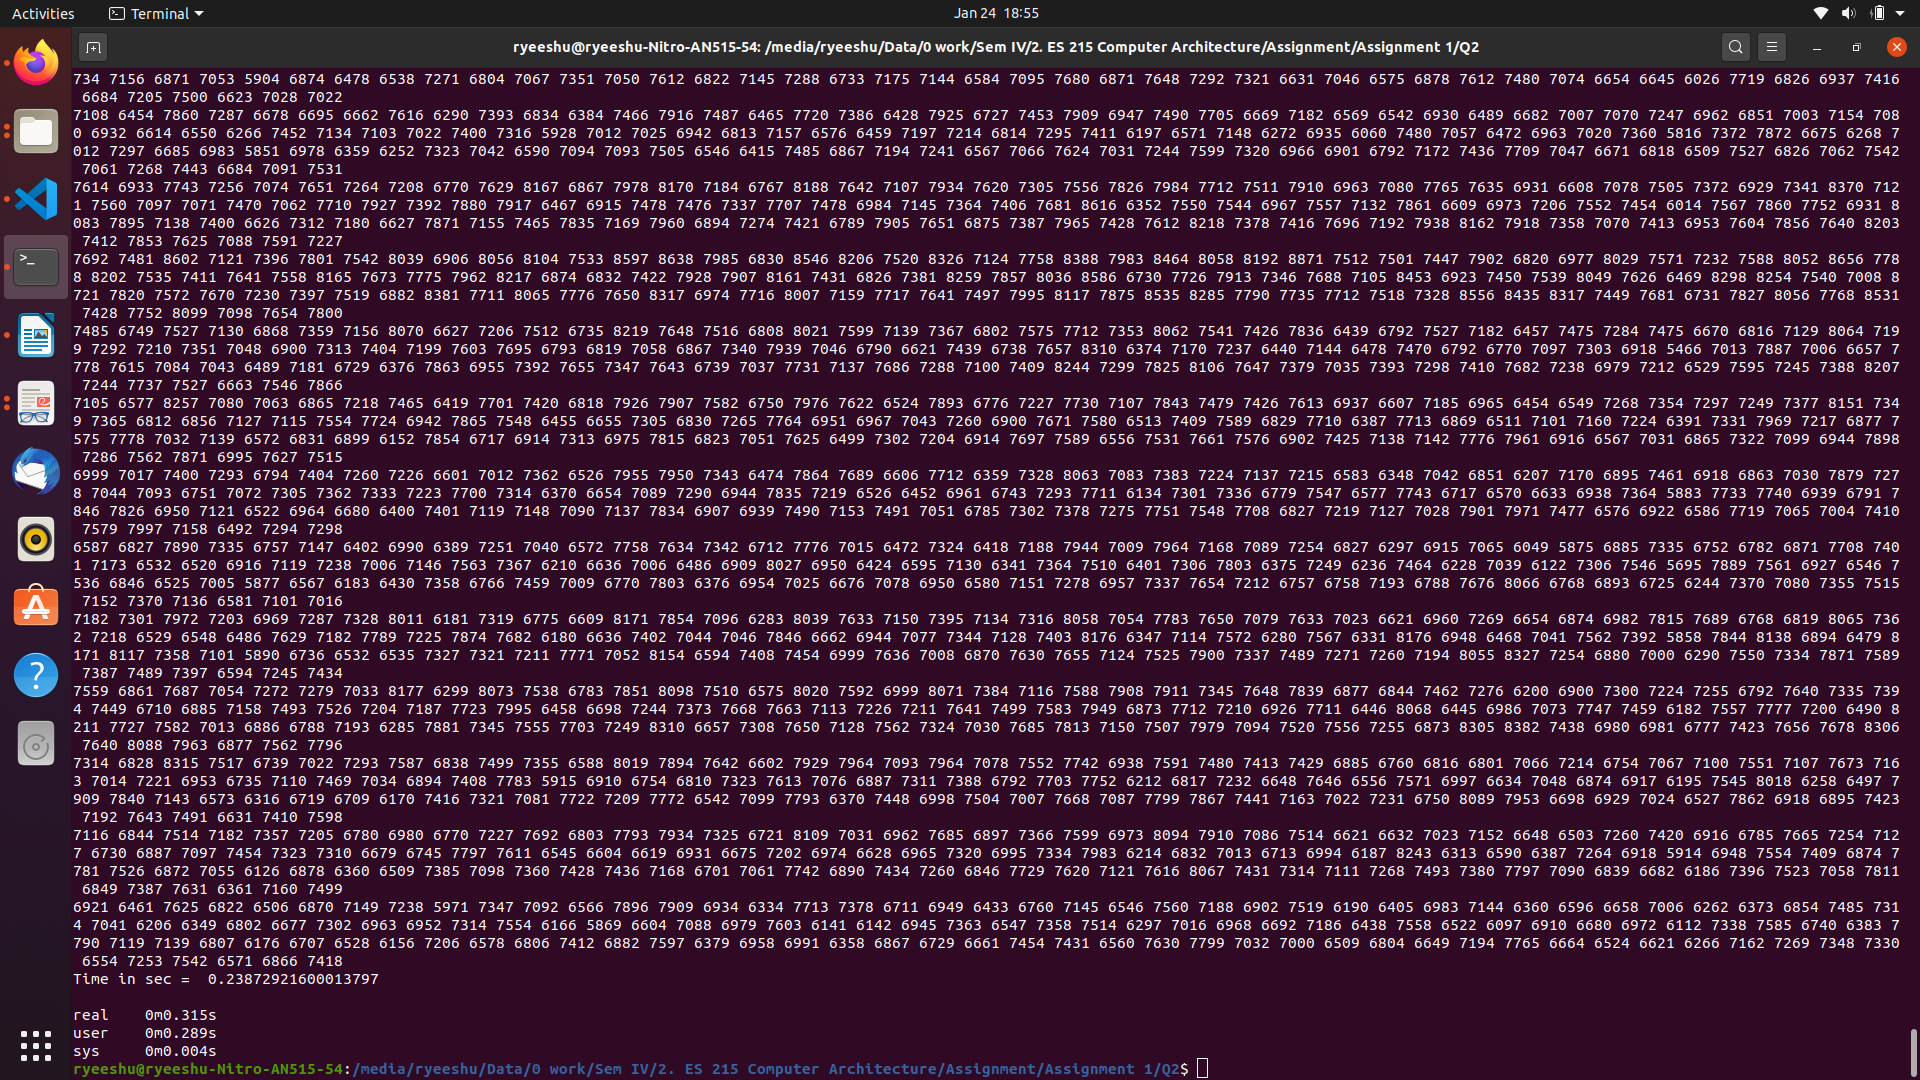 Activities
Terminal
Jan 24 18:55
ryeeshu@ryeeshu-Nitro-AN515-54: /media/ryeeshu/Data/0 work/Sem IV/2. ES 215 Computer Architecture/Assignment/Assignment 1/Q2
734 7156 6871 7053 5904 6874 6478 6538 7271 6804 7067 7351 7050 7612 6822 7145 7288 6733 7175 7144 6584 7095 7680 6871 7648 7292 7321 6631 7046 6575 6878 7612 7480 7074 6654 6645 6026 7719 6826 6937 7416
6684 7205 7500 6623 7028 7022
7108 6454 7860 7287 6678 6695 6662 7616 6290 7393 6834 6384 7466 7916 7487 6465 7720 7386 6428 7925 6727 7453 7909 6947 7490 7705 6669 7182 6569 6542 6930 6489 6682 7007 7070 7247 6962 6851 7003 7154 708
0 6932 6614 6550 6266 7452 7134 7103 7022 7400 7316 5928 7012 7025 6942 6813 7157 6576 6459 7197 7214 6814 7295 7411 6197 6571 7148 6272 6935 6060 7480 7057 6472 6963 7020 7360 5816 7372 7872 6675 6268 7
012 7297 6685 6983 5851 6978 6359 6252 7323 7042 6590 7094 7093 7505 6546 6415 7485 6867 7194 7241 6567 7066 7624 7031 7244 7599 7320 6966 6901 6792 7172 7436 7709 7047 6671 6818 6509 7527 6826 7062 7542
7061 7268 7443 6684 7091 7531
7614 6933 7743 7256 7074 7651 7264 7208 6770 7629 8167 6867 7978 8170 7184 6767 8188 7642 7107 7934 7620 7305 7556 7826 7984 7712 7511 7910 6963 7080 7765 7635 6931 6608 7078 7505 7372 6929 7341 8370 712
1 7560 7097 7071 7470 7062 7710 7927 7392 7880 7917 6467 6915 7478 7476 7337 7707 7478 6984 7145 7364 7406 7681 8616 6352 7550 7544 6967 7557 7132 7861 6609 6973 7206 7552 7454 6014 7567 7860 7752 6931 8
083 7895 7138 7400 6626 7312 7180 6627 7871 7155 7465 7835 7169 7960 6894 7274 7421 6789 7905 7651 6875 7387 7965 7428 7612 8218 7378 7416 7696 7192 7938 8162 7918 7358 7070 7413 6953 7604 7856 7640 8203
7412 7853 7625 7088 7591 7227
7692 7481 8602 7121 7396 7801 7542 8039 6906 8056 8104 7533 8597 8638 7985 6830 8546 8206 7520 8326 7124 7758 8388 7983 8464 8058 8192 8871 7512 7501 7447 7902 6820 6977 8029 7571 7232 7588 8052 8656 778
8 8202 7535 7411 7641 7558 8165 7673 7775 7962 8217 6874 6832 7422 7928 7907 8161 7431 6826 7381 8259 7857 8036 8586 6730 7726 7913 7346 7688 7105 8453 6923 7450 7539 8049 7626 6469 8298 8254 7540 7008 8
721 7820 7572 7670 7230 7397 7519 6882 8381 7711 8065 7776 7650 8317 6974 7716 8007 7159 7717 7641 7497 7995 8117 7875 8535 8285 7790 7735 7712 7518 7328 8556 8435 8317 7449 7681 6731 7827 8056 7768 8531
7428 7752 8099 7098 7654 7800
7485 6749 7527 7130 6868 7359 7156 8070 6627 7206 7512 6735 8219 7648 7516 6808 8021 7599 7139 7367 6802 7575 7712 7353 8062 7541 7426 7836 6439 6792 7527 7182 6457 7475 7284 7475 6670 6816 7129 8064 719
9 7292 7210 7351 7048 6900 7313 7404 7199 7603 7695 6793 6819 7058 6867 7340 7939 7046 6790 6621 7439 6738 7657 8310 6374 7170 7237 6440 7144 6478 7470 6792 6770 7097 7303 6918 5466 7013 7887 7006 6657 7
778 7615 7084 7043 6489 7181 6729 6376 7863 6955 7392 7655 7347 7643 6739 7037 7731 7137 7686 7288 7100 7409 8244 7299 7825 8106 7647 7379 7035 7393 7298 7410 7682 7238 6979 7212 6529 7595 7245 7388 8207
7244 7737 7527 6663 7546 7866
7105 6577 8257 7080 7063 6865 7218 7465 6419 7701 7420 6818 7926 7907 7582 6750 7976 7622 6524 7893 6776 7227 7730 7107 7843 7479 7426 7613 6937 6607 7185 6965 6454 6549 7268 7354 7297 7249 7377 8151 734
9 7365 6812 6856 7127 7115 7554 7724 6942 7865 7548 6455 6655 7305 6830 7265 7764 6951 6967 7043 7260 6900 7671 7580 6513 7409 7589 6829 7710 6387 7713 6869 6511 7101 7160 7224 6391 7331 7969 7217 6877 7
575 7778 7032 7139 6572 6831 6899 6152 7854 6717 6914 7313 6975 7815 6823 7051 7625 6499 7302 7204 6914 7697 7589 6556 7531 7661 7576 6902 7425 7138 7142 7776 7961 6916 6567 7031 6865 7322 7099 6944 7898
7286 7562 7871 6995 7627 7515
6999 7017 7400 7293 6794 7404 7260 7226 6601 7012 7362 6526 7955 7950 7343 6474 7864 7689 6606 7712 6359 7328 8063 7083 7383 7224 7137 7215 6583 6348 7042 6851 6207 7170 6895 7461 6918 6863 7030 7879 727
8 7044 7093 6751 7072 7305 7362 7333 7223 7700 7314 6370 6654 7089 7290 6944 7835 7219 6526 6452 6961 6743 7293 7711 6134 7301 7336 6779 7547 6577 7743 6717 6570 6633 6938 7364 5883 7733 7740 6939 6791 7
846 7826 6950 7121 6522 6964 6680 6400 7401 7119 7148 7090 7137 7834 6907 6939 7490 7153 7491 7051 6785 7302 7378 7275 7751 7548 7708 6827 7219 7127 7028 7901 7971 7477 6576 6922 6586 7719 7065 7004 7410
7579 7997 7158 6492 7294 7298
6587 6827 7890 7335 6757 7147 6402 6990 6389 7251 7040 6572 7758 7634 7342 6712 7776 7015 6472 7324 6418 7188 7944 7009 7964 7168 7089 7254 6827 6297 6915 7065 6049 5875 6885 7335 6752 6782 6871 7708 740
1 7173 6532 6520 6916 7119 7238 7006 7146 7563 7367 6210 6636 7006 6486 6909 8027 6950 6424 6595 7130 6341 7364 7510 6401 7306 7803 6375 7249 6236 7464 6228 7039 6122 7306 7546 5695 7889 7561 6927 6546 7
536 6846 6525 7005 5877 6567 6183 6430 7358 6766 7459 7009 6770 7803 6376 6954 7025 6676 7078 6950 6580 7151 7278 6957 7337 7654 7212 6757 6758 7193 6788 7676 8066 6768 6893 6725 6244 7370 7080 7355 7515
7152 7370 7136 6581 7101 7016
7182 7301 7972 7203 6969 7287 7328 8011 6181 7319 6775 6609 8171 7854 7096 6283 8039 7633 7150 7395 7134 7316 8058 7054 7783 7650 7079 7633 7023 6621 6960 7269 6654 6874 6982 7815 7689 6768 6819 8065 736
2 7218 6529 6548 6486 7629 7182 7789 7225 7874 7682 6180 6636 7402 7044 7046 7846 6662 6944 7077 7344 7128 7403 8176 6347 7114 7572 6280 7567 6331 8176 6948 6468 7041 7562 7392 5858 7844 8138 6894 6479 8
171 8117 7358 7101 5890 6736 6532 6535 7327 7321 7211 7771 7052 8154 6594 7408 7454 6999 7636 7008 6870 7630 7655 7124 7525 7900 7337 7489 7271 7260 7194 8055 8327 7254 6880 7000 6290 7550 7334 7871 7589
7387 7489 7397 6594 7245 7434
7559 6861 7687 7054 7272 7279 7033 8177 6299 8073 7538 6783 7851 8098 7510 6575 8020 7592 6999 8071 7384 7116 7588 7908 7911 7345 7648 7839 6877 6844 7462 7276 6200 6900 7300 7224 7255 6792 7640 7335 739
4 7449 6710 6885 7158 7493 7526 7204 7187 7723 7995 6458 6698 7244 7373 7668 7663 7113 7226 7211 7641 7499 7583 7949 6873 7712 7210 6926 7711 6446 8068 6445 6986 7073 7747 7459 6182 7557 7777 7200 6490 8
211 7727 7582 7013 6886 6788 7193 6285 7881 7345 7555 7703 7249 8310 6657 7308 7650 7128 7562 7324 7030 7685 7813 7150 7507 7979 7094 7520 7556 7255 6873 8305 8382 7438 6980 6981 6777 7423 7656 7678 8306
7640 8088 7963 6877 7562 7796
7314 6828 8315 7517 6739 7022 7293 7587 6838 7499 7355 6588 8019 7894 7642 6602 7929 7964 7093 7964 7078 7552 7742 6938 7591 7480 7413 7429 6885 6760 6816 6801 7066 7214 6754 7067 7100 7551 7107 7673 716
3 7014 7221 6953 6735 7110 7469 7034 6894 7408 7783 5915 6910 6754 6810 7323 7613 7076 6887 7311 7388 6792 7703 7752 6212 6817 7232 6648 7646 6556 7571 6997 6634 7048 6874 6917 6195 7545 8018 6258 6497 7
909 7840 7143 6573 6316 6719 6709 6170 7416 7321 7081 7722 7209 7772 6542 7099 7793 6370 7448 6998 7504 7007 7668 7087 7799 7867 7441 7163 7022 7231 6750 8089 7953 6698 6929 7024 6527 7862 6918 6895 7423
7192 7643 7491 6631 7410 7598
7116 6844 7514 7182 7357 7205 6780 6980 6770 7227 7692 6803 7793 7934 7325 6721 8109 7031 6962 7685 6897 7366 7599 6973 8094 7910 7086 7514 6621 6632 7023 7152 6648 6503 7260 7420 6916 6785 7665 7254 712
7 6730 6887 7097 7454 7323 7310 6679 6745 7797 7611 6545 6604 6619 6931 6675 7202 6974 6628 6965 7320 6995 7334 7983 6214 6832 7013 6713 6994 6187 8243 6313 6590 6387 7264 6918 5914 6948 7554 7409 6874 7
781 7526 6872 7055 6126 6878 6360 6509 7385 7098 7360 7428 7436 7168 6701 7061 7742 6890 7434 7260 6846 7729 7620 7121 7616 8067 7431 7314 7111 7268 7493 7380 7797 7090 6839 6682 6186 7396 7523 7058 7811
6849 7387 7631 6361 7160 7499
6921 6461 7625 6822 6506 6870 7149 7238 5971 7347 7092 6566 7896 7909 6934 6334 7713 7378 6711 6949 6433 6760 7145 6546 7560 7188 6902 7519 6190 6405 6983 7144 6360 6596 6658 7006 6262 6373 6854 7485 731
4 7041 6206 6349 6802 6677 7302 6963 6952 7314 7554 6166 5869 6604 7088 6979 7603 6141 6142 6945 7363 6547 7358 7514 6297 7016 6968 6692 7186 6438 7558 6522 6097 6910 6680 6972 6112 7338 7585 6740 6383 7
790 7119 7139 6807 6176 6707 6528 6156 7206 6578 6806 7412 6882 7597 6379 6958 6991 6358 6867 6729 6661 7454 7431 6560 7630 7799 7032 7000 6509 6804 6649 7194 7765 6664 6524 6621 6266 7162 7269 7348 7330
6554 7253 7542 6571 6866 7418
Time in sec =  0.23872921600013797
real 0m0.315s
user 0m0.289s
sys 0m0.004s
ryeeshu@ryeeshu-Nitro-AN515-54:/media/ryeeshu/Data/0 work/Sem IV/2. ES 215 Computer Architecture/Assignment/Assignment 1/Q2$